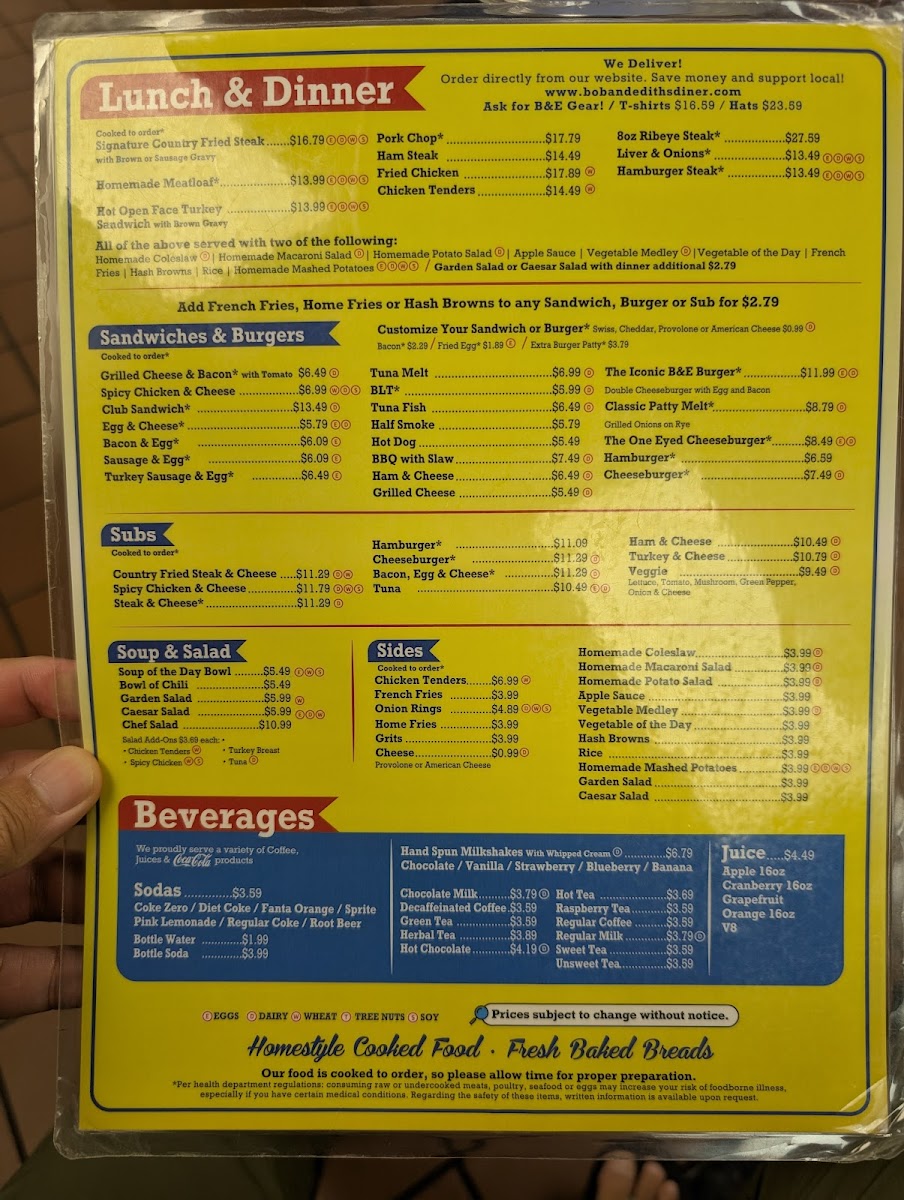 We Deliver!
Order directly from our website. Save money and support local!
www.bobandedithsdiner.com
Ask for B&E Gear! / T-shirts $16.59 / Hats $23.59
Lunch & Dinner
Cooked to order*
Signature Country Fried Steak ......$16.79 E D W S
with Brown or Sausage Gravy
Homemade Meatloaf*................$13.99 E D W S
Hot Open Face Turkey ...............$13.99 E D W S
Sandwich with Brown Gravy
Pork Chop* ..........................$17.79
Ham Steak ..........................$14.49
Fried Chicken ......................$17.89 W
Chicken Tenders ...................$14.49 W
8oz Ribeye Steak* ................$27.59
Liver & Onions* ...................$13.49 E D W S
Hamburger Steak* ...............$13.49 E D W S
All of the above served with two of the following:
Homemade Coleslaw D | Homemade Macaroni Salad D | Homemade Potato Salad D | Apple Sauce | Vegetable Medley D | Vegetable of the Day | French
Fries | Hash Browns | Rice | Homemade Mashed Potatoes E D W S / Garden Salad or Caesar Salad with dinner additional $2.79
Add French Fries, Home Fries or Hash Browns to any Sandwich, Burger or Sub for $2.79
Sandwiches & Burgers
Cooked to order*
Customize Your Sandwich or Burger* Swiss, Cheddar, Provolone or American Cheese $0.99 D
Bacon* $2.29 / Fried Egg* $1.89 E / Extra Burger Patty* $3.79
Grilled Cheese & Bacon* with Tomato $6.49 D
Spicy Chicken & Cheese ................$6.99 W D S
Club Sandwich* ..........................$13.49 D
Egg & Cheese* ............................$5.79 E D
Bacon & Egg* .............................$6.09 E
Sausage & Egg* ..........................$6.09 E
Turkey Sausage & Egg* ................$6.49 E
Tuna Melt ..............................$6.99 D
BLT* .....................................$5.99 D
Tuna Fish ...............................$6.49 D
Half Smoke ............................$5.79
Hot Dog .................................$5.49
BBQ with Slaw........................$7.49 D
Ham & Cheese........................$6.49 D
Grilled Cheese .......................$5.49 D
The Iconic B&E Burger* ..............$11.99 E D
Double Cheeseburger with Egg and Bacon
Classic Patty Melt*.....................$8.79 D
Grilled Onions on Rye
The One Eyed Cheeseburger*........$8.49 E D
Hamburger* .............................$6.59
Cheeseburger* ..........................$7.49 D
Subs
Cooked to order*
Country Fried Steak & Cheese ....$11.29 D W
Spicy Chicken & Cheese.............$11.79 D W S
Steak & Cheese*.......................$11.29 D
Hamburger* .........................$11.09
Cheeseburger* ......................$11.29 D
Bacon, Egg & Cheese* ............$11.29 D
Tuna ..................................$10.49 E D
Ham & Cheese ....................$10.49 D
Turkey & Cheese .................$10.79 D
Veggie ...............................$9.49 D
Lettuce, Tomato, Mushroom, Green Pepper,
Onion & Cheese
Soup & Salad
Soup of the Day Bowl .......$5.49 E W S
Bowl of Chili ................$5.49
Garden Salad ................$5.99 W
Caesar Salad .................$5.99 E D W
Chef Salad ...................$10.99
Salad Add-Ons $3.69 each: •
• Chicken Tenders W • Turkey Breast
• Spicy Chicken W S • Tuna D
Sides
Cooked to order*
Chicken Tenders......$6.99 W
French Fries ..........$3.99
Onion Rings ..........$4.89 D W S
Home Fries ...........$3.99
Grits ....................$3.99
Cheese..................$0.99 D
Provolone or American Cheese
Homemade Coleslaw......................$3.99 D
Homemade Macaroni Salad .............$3.99 D
Homemade Potato Salad .................$3.99 D
Apple Sauce ................................$3.99
Vegetable Medley .........................$3.99 D
Vegetable of the Day .....................$3.99
Hash Browns ...............................$3.99
Rice ..........................................$3.99
Homemade Mashed Potatoes............$3.99 E D W S
Garden Salad ...............................$3.99
Caesar Salad ................................$3.99
Beverages
We proudly serve a variety of Coffee,
Juices & Coca-Cola products
Sodas .............$3.59
Coke Zero / Diet Coke / Fanta Orange / Sprite
Pink Lemonade / Regular Coke / Root Beer
Bottle Water ............$1.99
Bottle Soda ............$3.99
Hand Spun Milkshakes With Whipped Cream D ............$6.79
Chocolate / Vanilla / Strawberry / Blueberry / Banana
Chocolate Milk........$3.79 D
Decaffeinated Coffee.$3.59
Green Tea .............$3.59
Herbal Tea ............$3.89
Hot Chocolate .........$4.19 D
Hot Tea ..................$3.69
Raspberry Tea..........$3.59
Regular Coffee .........$3.59
Regular Milk ............$3.79 D
Sweet Tea ...............$3.59
Unsweet Tea.............$3.59
Juice.....$4.49
Apple 16oz
Cranberry 16oz
Grapefruit
Orange 16oz
V8
E EGGS D DAIRY W WHEAT T TREE NUTS S SOY
Prices subject to change without notice.
Homestyle Cooked Food · Fresh Baked Breads
Our food is cooked to order, so please allow time for proper preparation.
*Per health department regulations: consuming raw or undercooked meats, poultry, seafood or eggs may increase your risk of foodborne illness,
especially if you have certain medical conditions. Regarding the safety of these items, written information is available upon request.